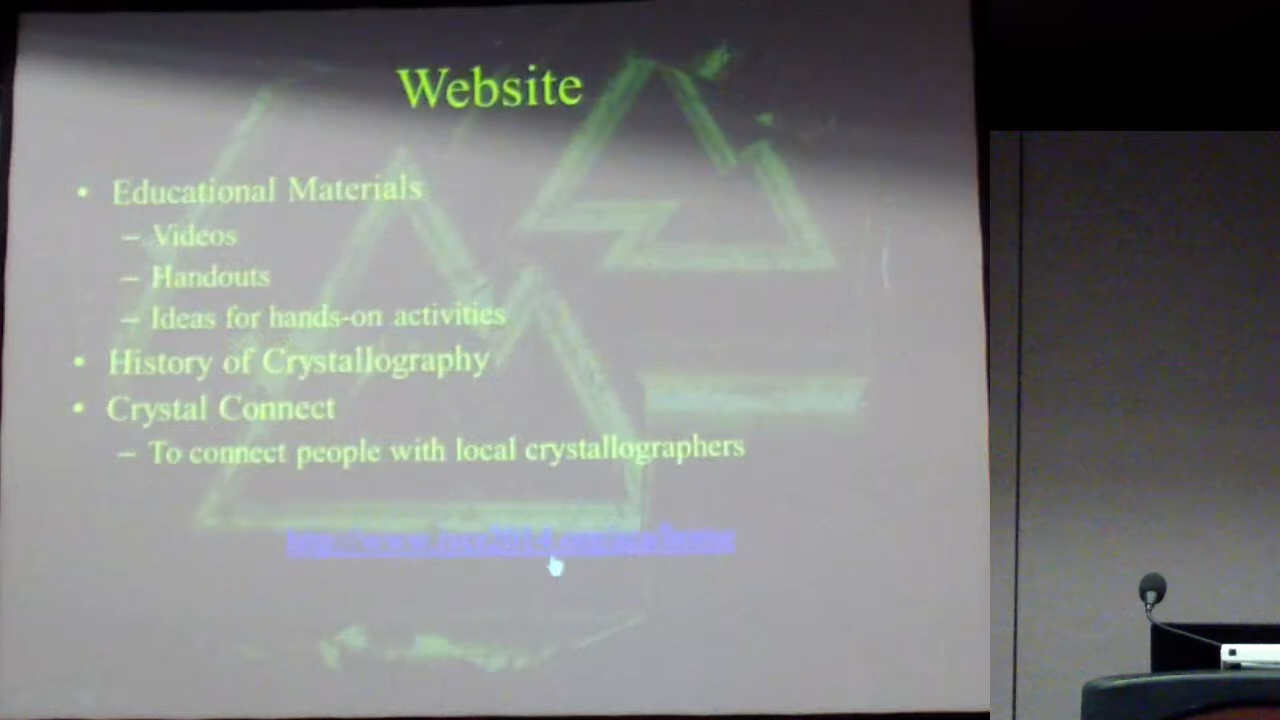 Website
• Educational Materials
– Videos
– Handouts
– Ideas for hands-on activities
• History of Crystallography
• Crystal Connect
– To connect people with local crystallographers